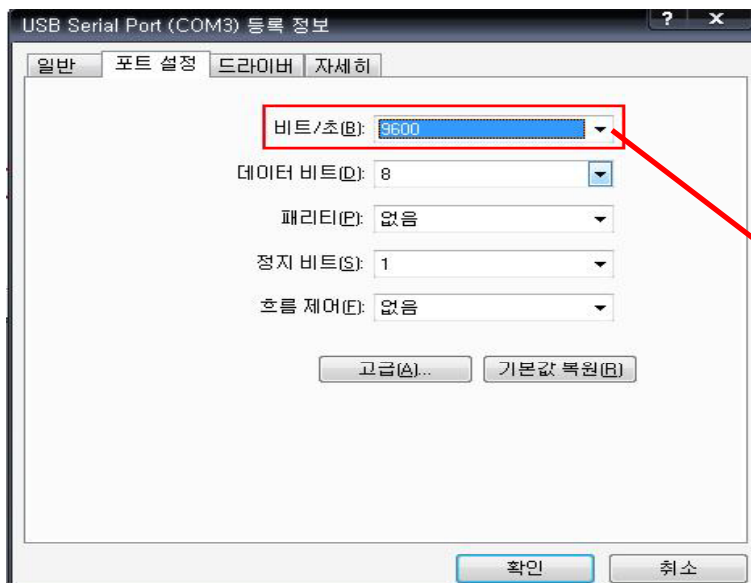 USB Serial Port (COM3) 등록 정보
? x
일반 포트 설정 드라이버 자세히
비트/초(B): 9600
데이터 비트(D): 8
패리티(P): 없음
정지 비트(S): 1
흐름 제어(F): 없음
고급(A)... 기본값 복원(R)
확인 취소